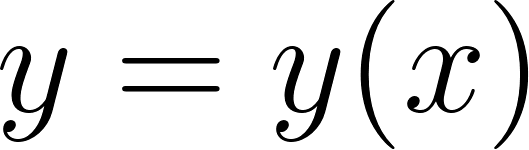 y = y(x)